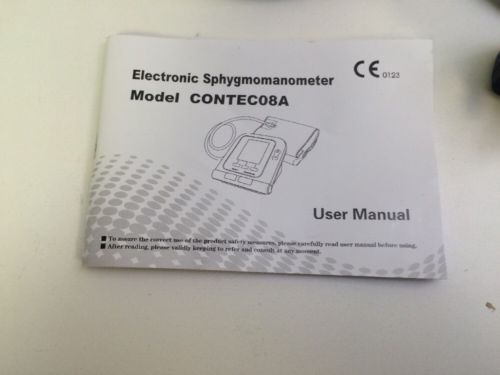 Electronic Sphygmomanometer
CE 0123
Model CONTEC08A
User Manual
■ To assure the correct use of the product safety measures, please carefully read user manual before using.
■ After reading, please validly keeping to refer and consult at any moment.